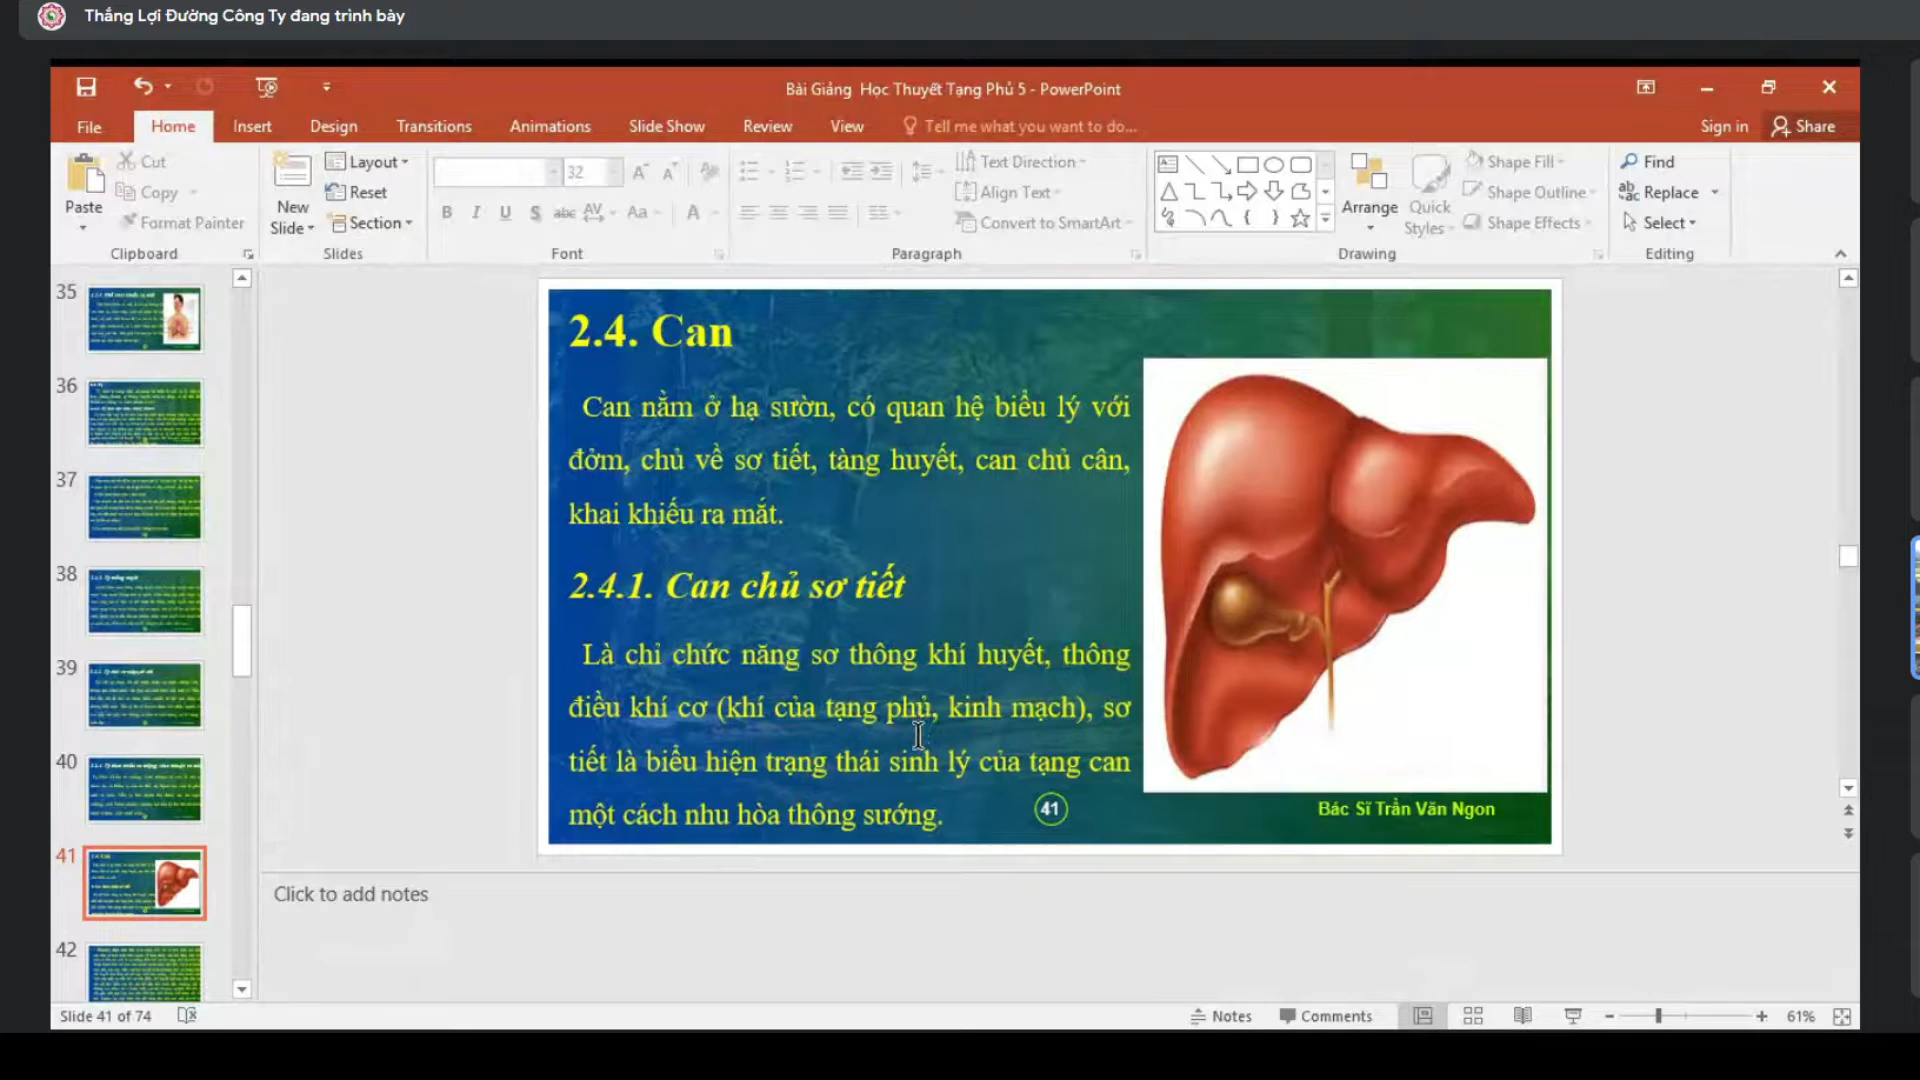 Thắng Lợi Đường Công Ty đang trình bày
Bài Giảng Học Thuyết Tạng Phủ 5 - PowerPoint
File Home Insert Design Transitions Animations Slide Show Review View Tell me what you want to do... Sign in Share
Cut
Copy
Format Painter
Paste
Clipboard
New
Slide
Layout
Reset
Section
Slides
32
B I U S abc AV Aa A
Font
Text Direction
Align Text
Convert to SmartArt
Paragraph
Arrange
Quick
Styles
Shape Fill
Shape Outline
Shape Effects
Drawing
Find
Replace
Select
Editing
35
36
37
38
39
40
41
42
2.4. Can
Can nằm ở hạ sườn, có quan hệ biểu lý với
đởm, chủ về sơ tiết, tàng huyết, can chủ cân,
khai khiếu ra mắt.
2.4.1. Can chủ sơ tiết
Là chỉ chức năng sơ thông khí huyết, thông
điều khí cơ (khí của tạng phủ, kinh mạch), sơ
tiết là biểu hiện trạng thái sinh lý của tạng can
một cách nhu hòa thông sướng.
41
Bác Sĩ Trần Văn Ngon
Click to add notes
Slide 41 of 74
Notes Comments 61%